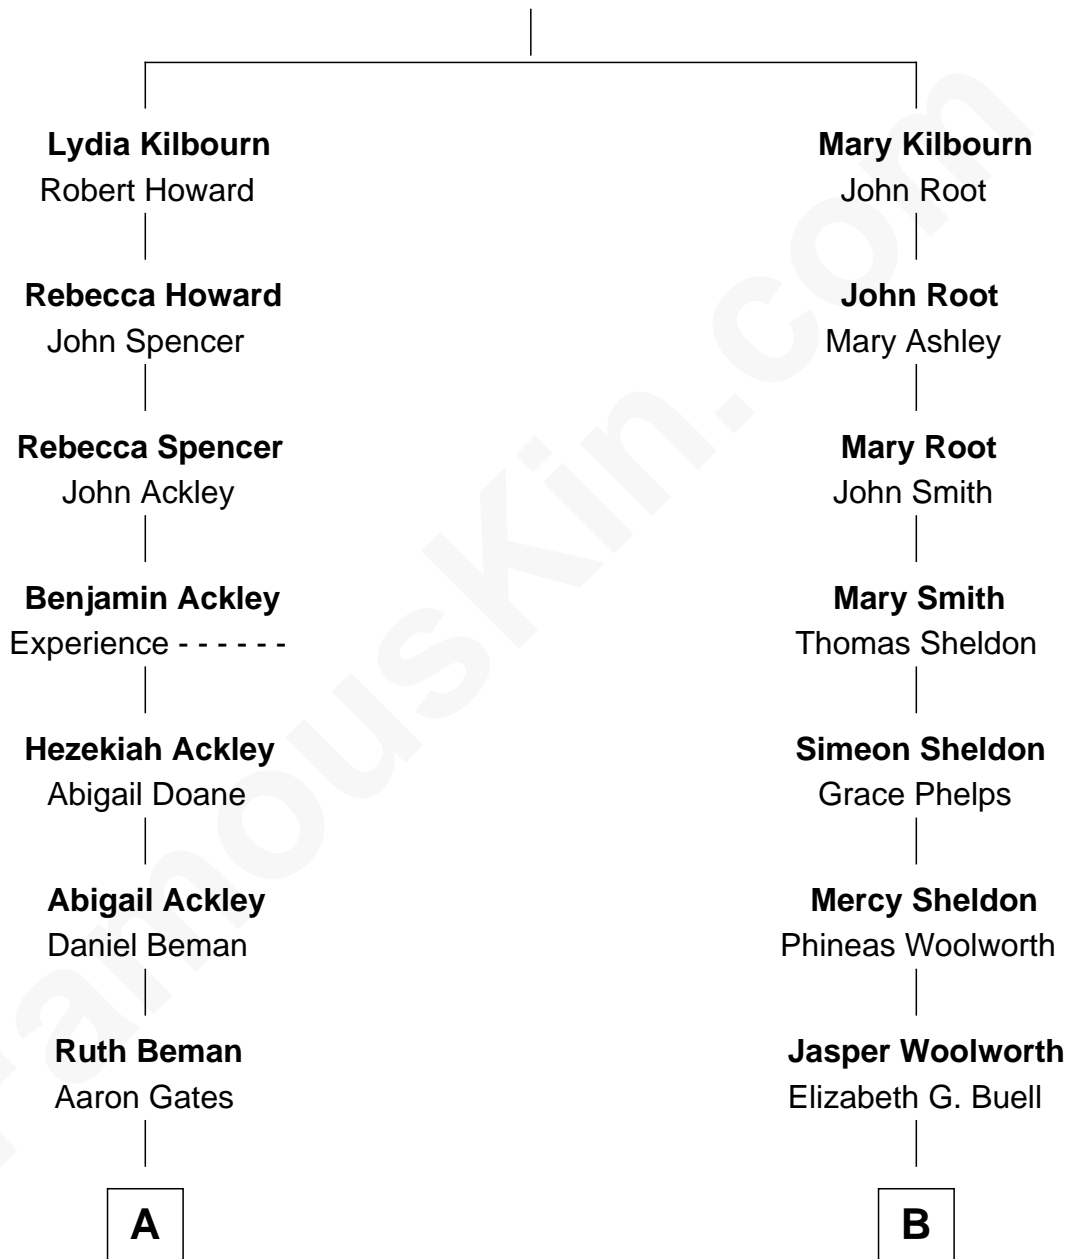 Lydia Kilbourn
Robert Howard
Rebecca Howard
John Spencer
Rebecca Spencer
John Ackley
Benjamin Ackley
Experience - - - - - -
Hezekiah Ackley
Abigail Doane
Abigail Ackley
Daniel Beman
Ruth Beman
Aaron Gates
A
Mary Kilbourn
John Root
John Root
Mary Ashley
Mary Root
John Smith
Mary Smith
Thomas Sheldon
Simeon Sheldon
Grace Phelps
Mercy Sheldon
Phineas Woolworth
Jasper Woolworth
Elizabeth G. Buell
B
FamousKin.com